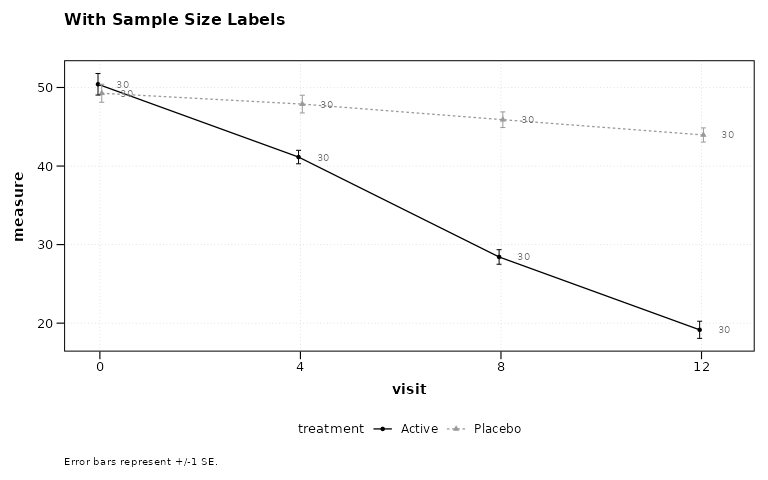 With Sample Size Labels
50
40
30
20
measure
30
30
30
30
30
30
30
30
0 4 8 12
visit
treatment Active Placebo
Error bars represent +/-1 SE.